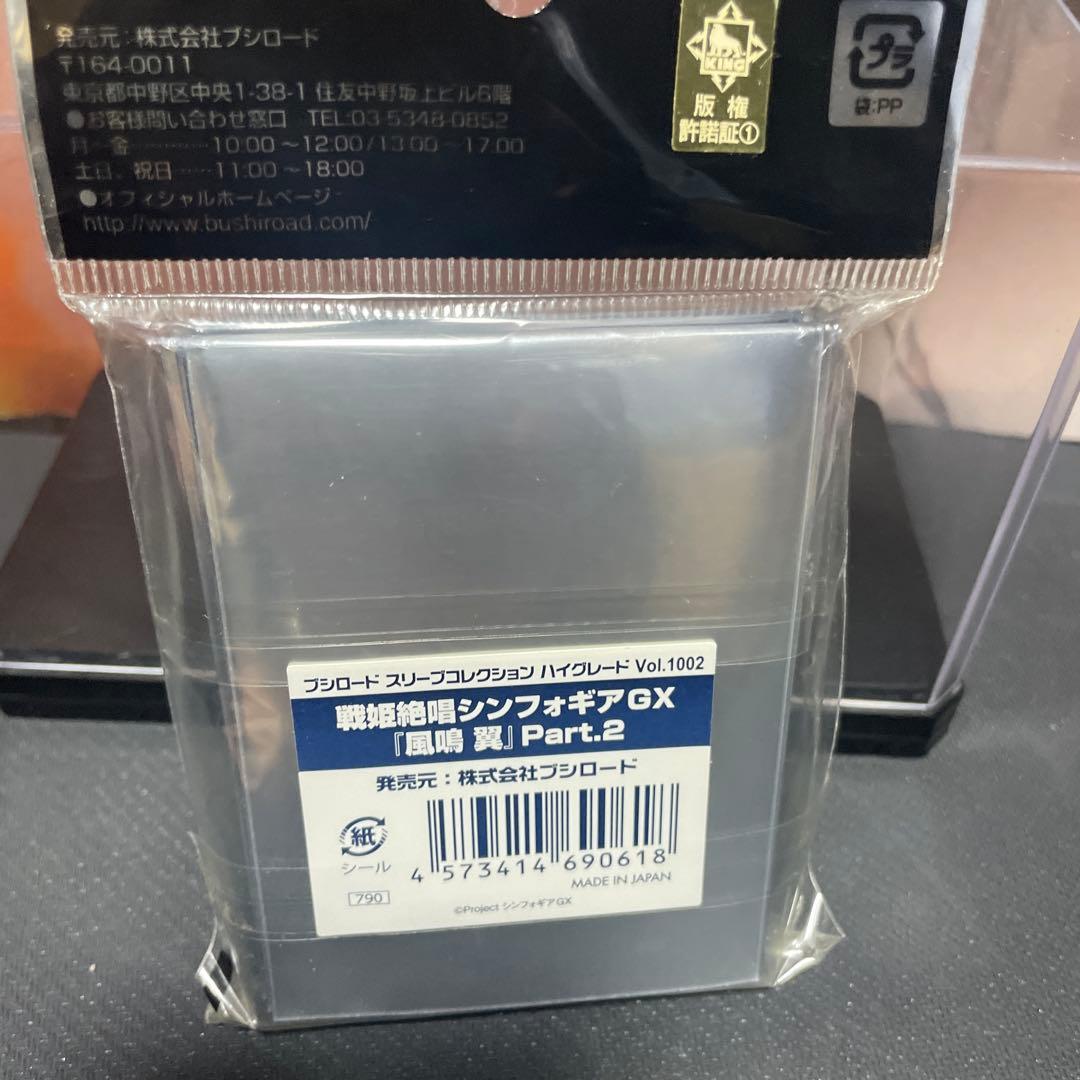 発売元：株式会社ブシロード
〒164-0011
東京都中野区中央1-38-1 住友中野坂上ビル6階
●お客様問い合わせ窓口 TEL:03-5348-0852
月～金…………10:00～12:00/13:00～17:00
土日、祝日……11:00～18:00
●オフィシャルホームページ
http://www.bushiroad.com/
KING
版権
許諾証①
プラ
袋:PP
ブシロード スリーブコレクション ハイグレード Vol.1002
戦姫絶唱シンフォギアGX
『風鳴 翼』Part.2
発売元：株式会社ブシロード
紙
シール
790
4 573414 690618
MADE IN JAPAN
©Project シンフォギアGX